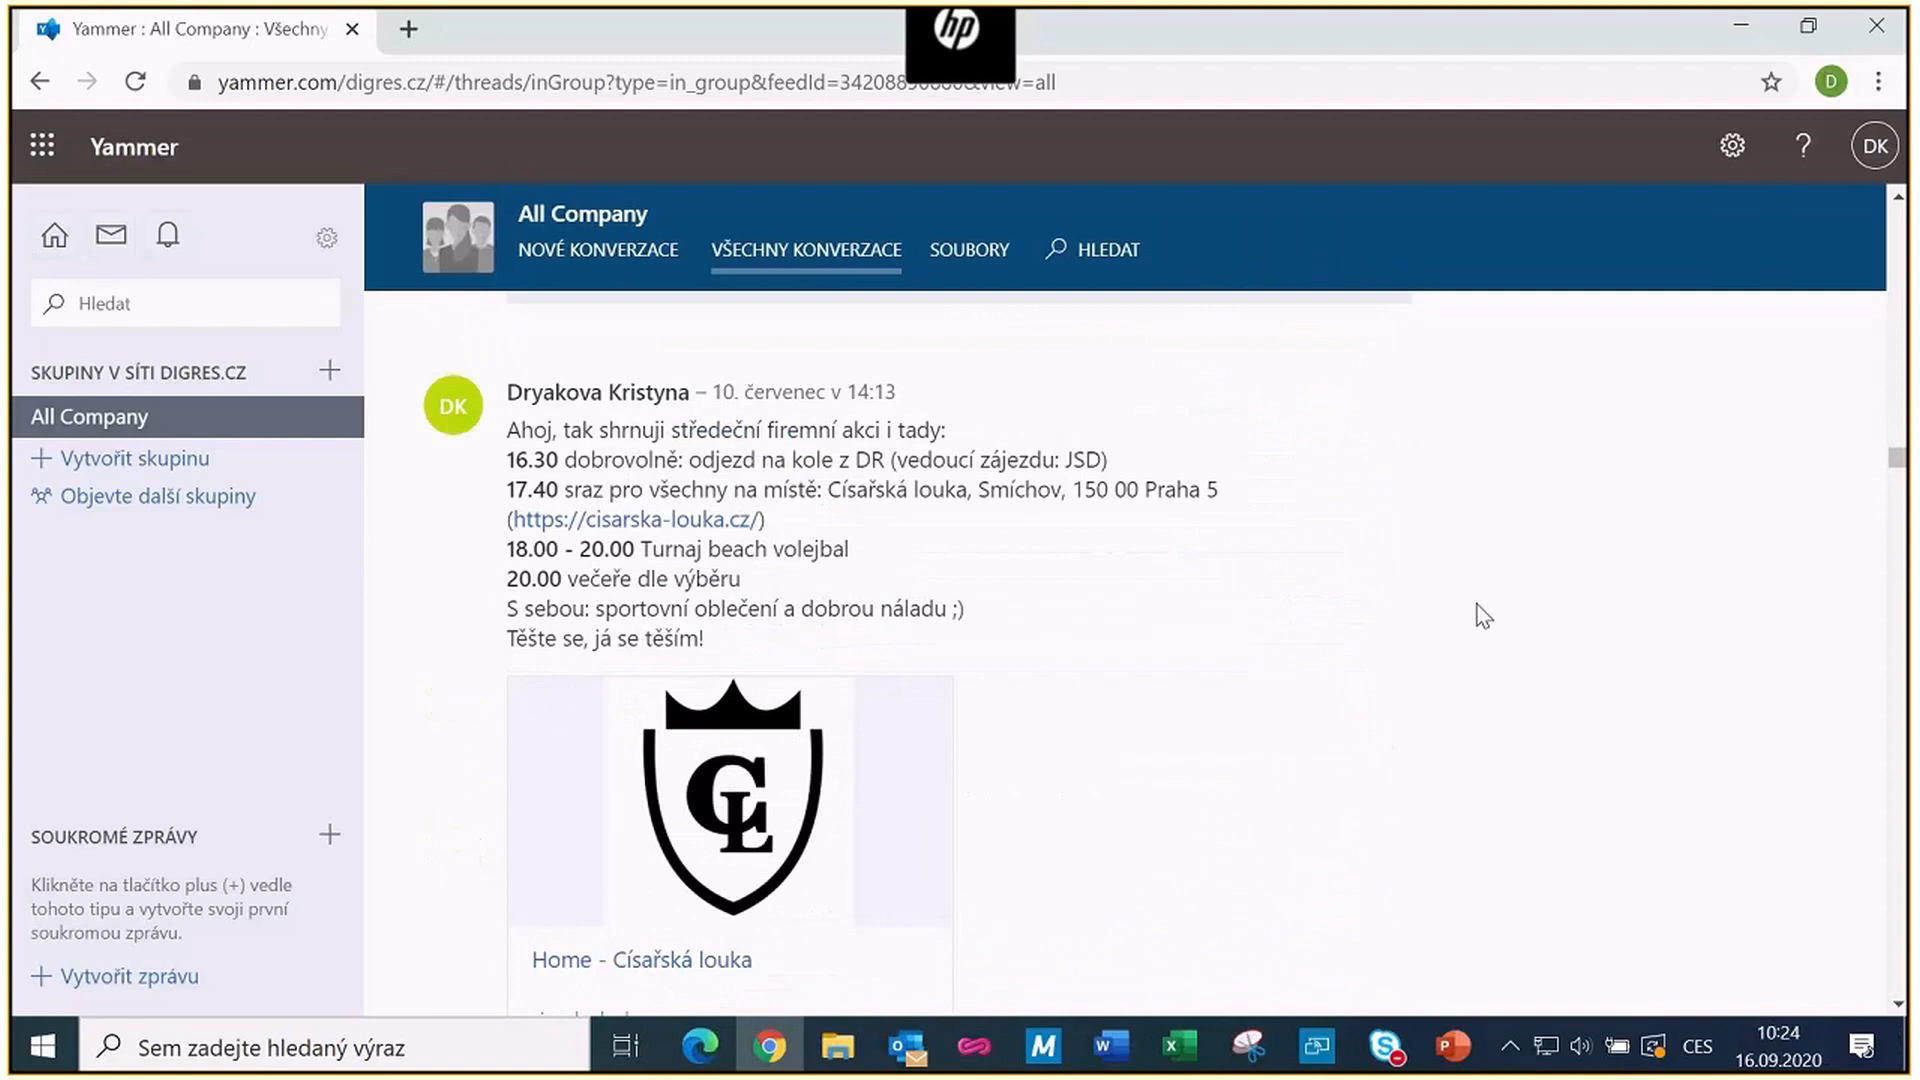 Yammer : All Company : Všechny
hp
yammer.com/digres.cz/#/threads/inGroup?type=in_group&feedId=34208
view=all
D
Yammer
?
DK
All Company
NOVÉ KONVERZACE
VŠECHNY KONVERZACE
SOUBORY
HLEDAT
Hledat
SKUPINY V SÍTI DIGRES.CZ
All Company
Vytvořit skupinu
Objevte další skupiny
SOUKROMÉ ZPRÁVY
Klikněte na tlačítko plus (+) vedle
tohoto tipu a vytvořte svoji první
soukromou zprávu.
Vytvořit zprávu
DK
Dryakova Kristyna – 10. červenec v 14:13
Ahoj, tak shrnuji středeční firemní akci i tady:
16.30 dobrovolně: odjezd na kole z DR (vedoucí zájezdu: JSD)
17.40 sraz pro všechny na místě: Císařská louka, Smíchov, 150 00 Praha 5
(https://cisarska-louka.cz/)
18.00 - 20.00 Turnaj beach volejbal
20.00 večeře dle výběru
S sebou: sportovní oblečení a dobrou náladu ;)
Těšte se, já se těším!
CL
Home - Císařská louka
Sem zadejte hledaný výraz
CES
10:24
16.09.2020